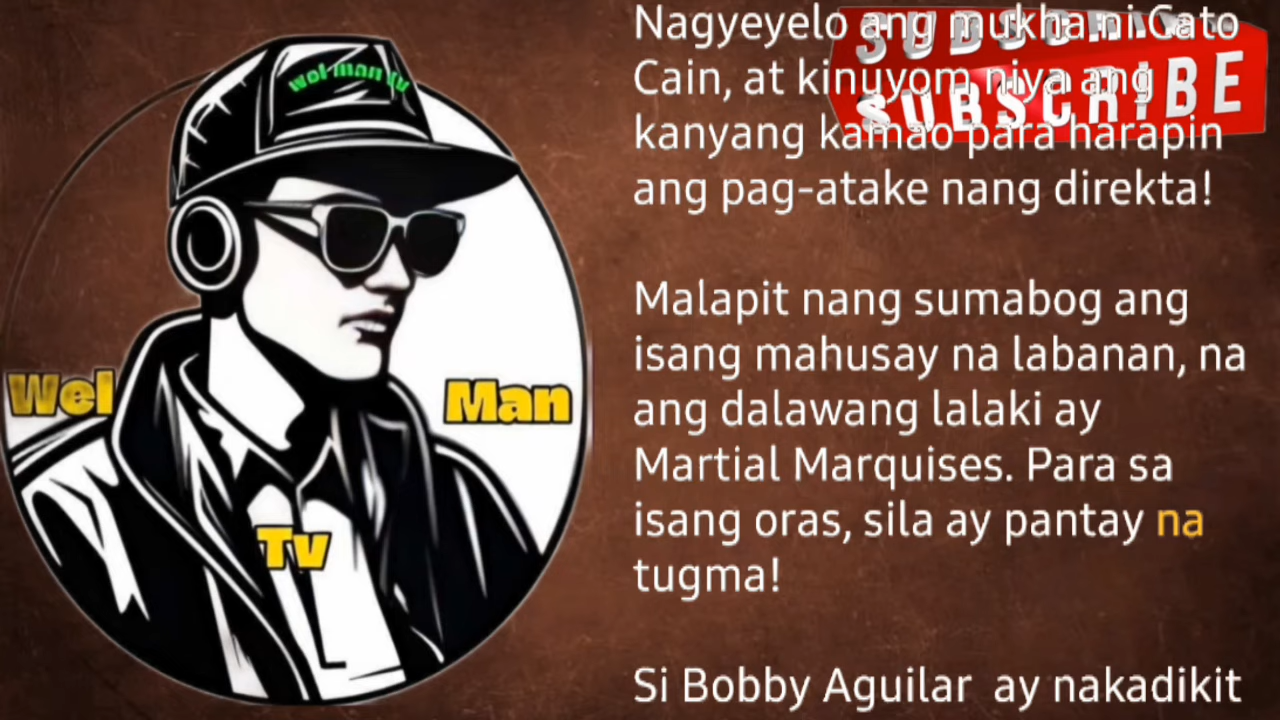 wel man tv
Wel
Man
Tv
SUBSCRIBE
SUBSCRIBE
Nagyeyelo ang mukha ni Cato
Cain, at kinuyom niya ang
kanyang kamao para harapin
ang pag-atake nang direkta!
Malapit nang sumabog ang
isang mahusay na labanan, na
ang dalawang lalaki ay
Martial Marquises. Para sa
isang oras, sila ay pantay na
tugma!
Si Bobby Aguilar ay nakadikit